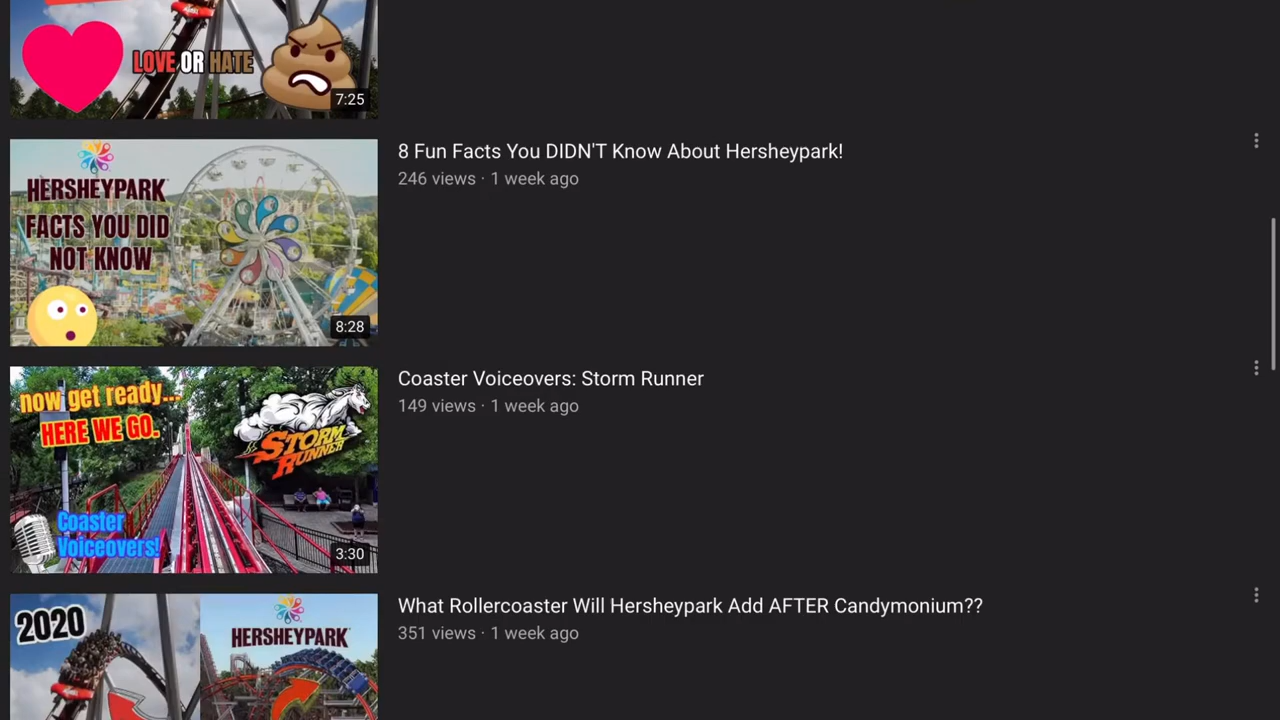 LOVE OR HATE
7:25
8 Fun Facts You DIDN'T Know About Hersheypark!
246 views · 1 week ago
HERSHEYPARK
FACTS YOU DID
NOT KNOW
8:28
Coaster Voiceovers: Storm Runner
149 views · 1 week ago
now get ready...
HERE WE GO.
STORM
RUNNER
Coaster
Voiceovers!
3:30
What Rollercoaster Will Hersheypark Add AFTER Candymonium??
351 views · 1 week ago
2020
HERSHEYPARK